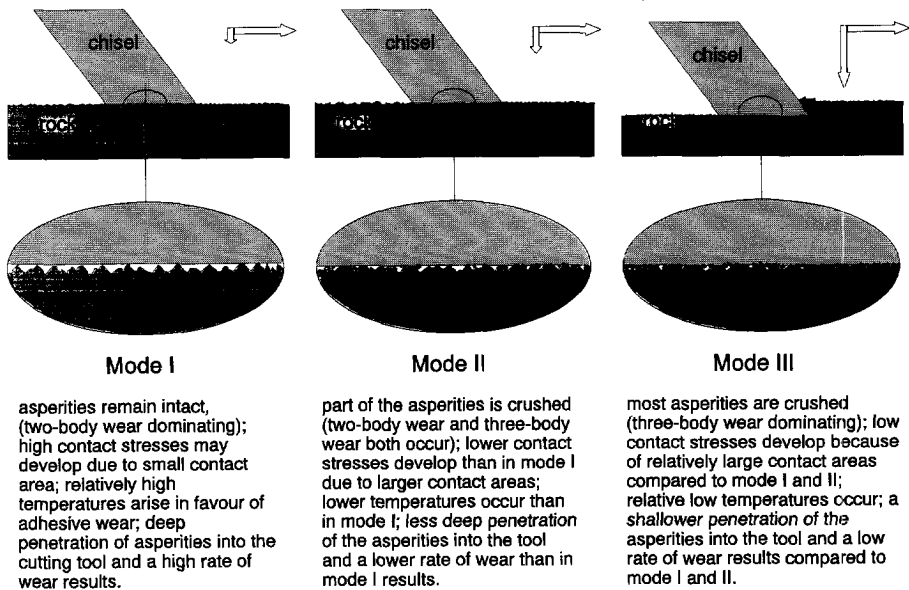 chisel
rock
chisel
rock
chisel
rock
Mode I
asperities remain intact,
(two-body wear dominating);
high contact stresses may
develop due to small contact
area; relatively high
temperatures arise in favour of
adhesive wear; deep
penetration of asperities into the
cutting tool and a high rate of
wear results.
Mode II
part of the asperities is crushed
(two-body wear and three-body
wear both occur); lower contact
stresses develop than in mode I
due to larger contact areas;
lower temperatures occur than
in mode I; less deep penetration
of the asperities into the tool
and a lower rate of wear than in
mode I results.
Mode III
most asperities are crushed
(three-body wear dominating); low
contact stresses develop because
of relatively large contact areas
compared to mode I and II;
relative low temperatures occur; a
shallower penetration of the
asperities into the tool and a low
rate of wear results compared to
mode I and II.